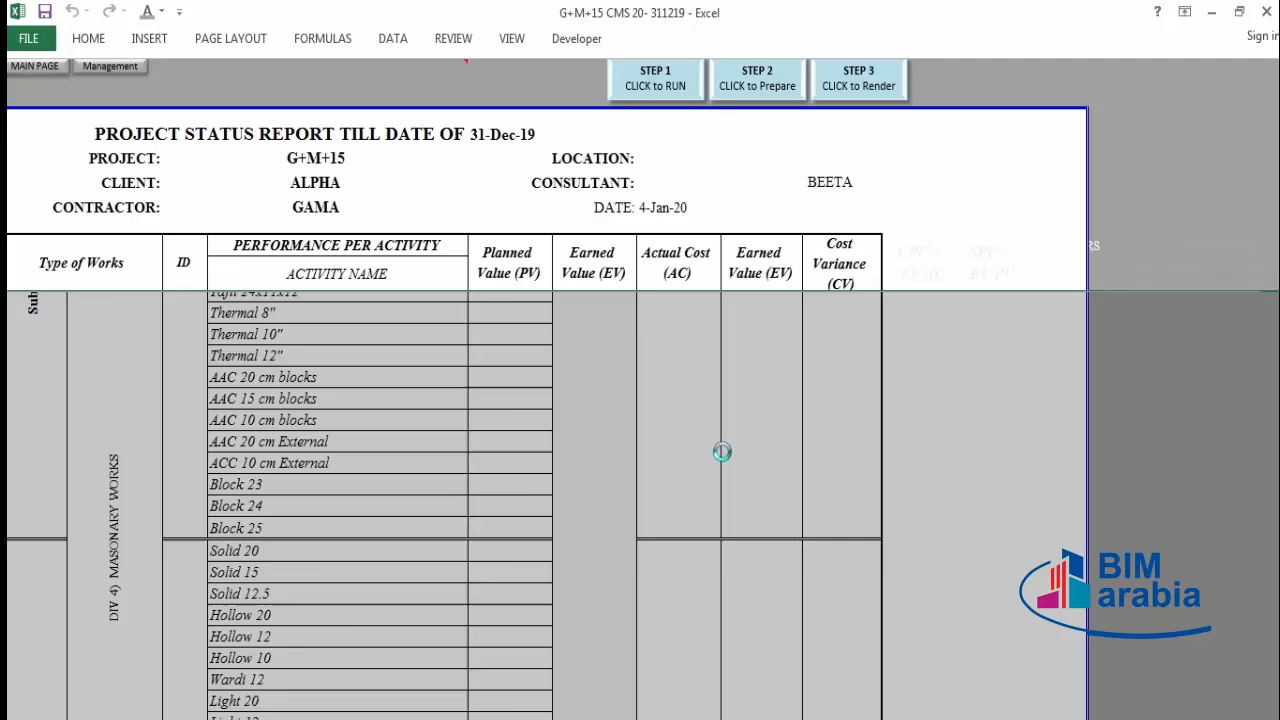 G+M+15 CMS 20- 311219 - Excel
FILE HOME INSERT PAGE LAYOUT FORMULAS DATA REVIEW VIEW Developer
MAIN PAGE Management
STEP 1
CLICK to RUN
STEP 2
CLICK to Prepare
STEP 3
CLICK to Render
PROJECT STATUS REPORT TILL DATE OF 31-Dec-19
PROJECT: G+M+15 LOCATION:
CLIENT: ALPHA CONSULTANT: BEETA
CONTRACTOR: GAMA DATE: 4-Jan-20
Type of Works
ID
PERFORMANCE PER ACTIVITY
ACTIVITY NAME
Planned
Value (PV)
Earned
Value (EV)
Actual Cost
(AC)
Earned
Value (EV)
Cost
Variance
(CV)
Sub
DIV 4) MASONARY WORKS
Thermal 8"
Thermal 10"
Thermal 12"
AAC 20 cm blocks
AAC 15 cm blocks
AAC 10 cm blocks
AAC 20 cm External
ACC 10 cm External
Block 23
Block 24
Block 25
Solid 20
Solid 15
Solid 12.5
Hollow 20
Hollow 12
Hollow 10
Wardi 12
Light 20
BIM
arabia